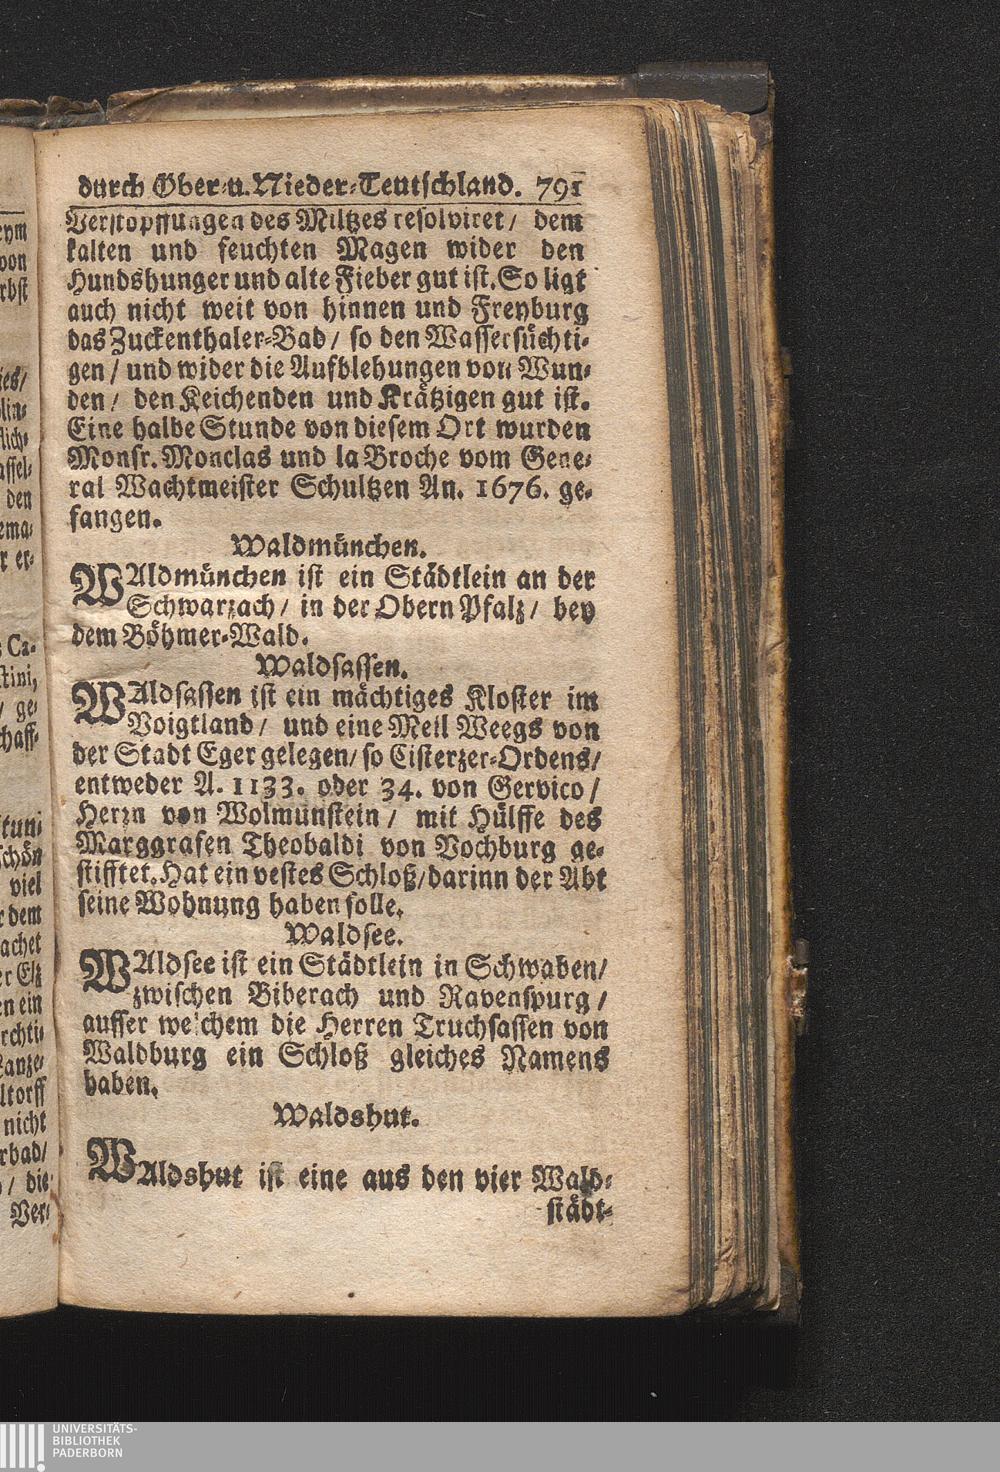 durch Ober-u. Nieder-Teutschland. 791
Verstopffungen des Miltzes resolviret / dem
kalten und feuchten Magen wider den
Hundshunger und alte Fieber gut ist. So ligt
auch nicht weit von hinnen und Freyburg
das Zuckenthaler-Bad / so den Wassersüchti-
gen / und wider die Aufblehungen von Wun-
den / den Keichenden und Krätzigen gut ist.
Eine halbe Stunde von diesem Ort wurden
Monsr. Monclas und la Broche vom Gene-
ral Wachtmeister Schultzen An. 1676. ge-
fangen.
Waldmünchen.
WAldmünchen ist ein Städtlein an der
Schwarzach / in der Obern Pfalz / bey
dem Böhmer-Wald.
Waldsassen.
WAldsassen ist ein mächtiges Kloster im
Voigtland / und eine Meil Weegs von
der Stadt Eger gelegen / so Cisterzer-Ordens /
entweder A. 1133. oder 34. von Gervico /
Herzn von Wolmunstein / mit Hülffe des
Marggrafen Theobaldi von Vochburg ge-
stifftet. Hat ein vestes Schloß / darinn der Abt
seine Wohnung haben solle.
Waldsee.
WAldsee ist ein Städtlein in Schwaben /
zwischen Biberach und Ravenspurg /
ausser welchem die Herren Truchsassen von
Waldburg ein Schloß gleiches Namens
haben.
Waldshut.
WAldshut ist eine aus den vier Wald-
städt-
UNIVERSITÄTS-
BIBLIOTHEK
PADERBORN